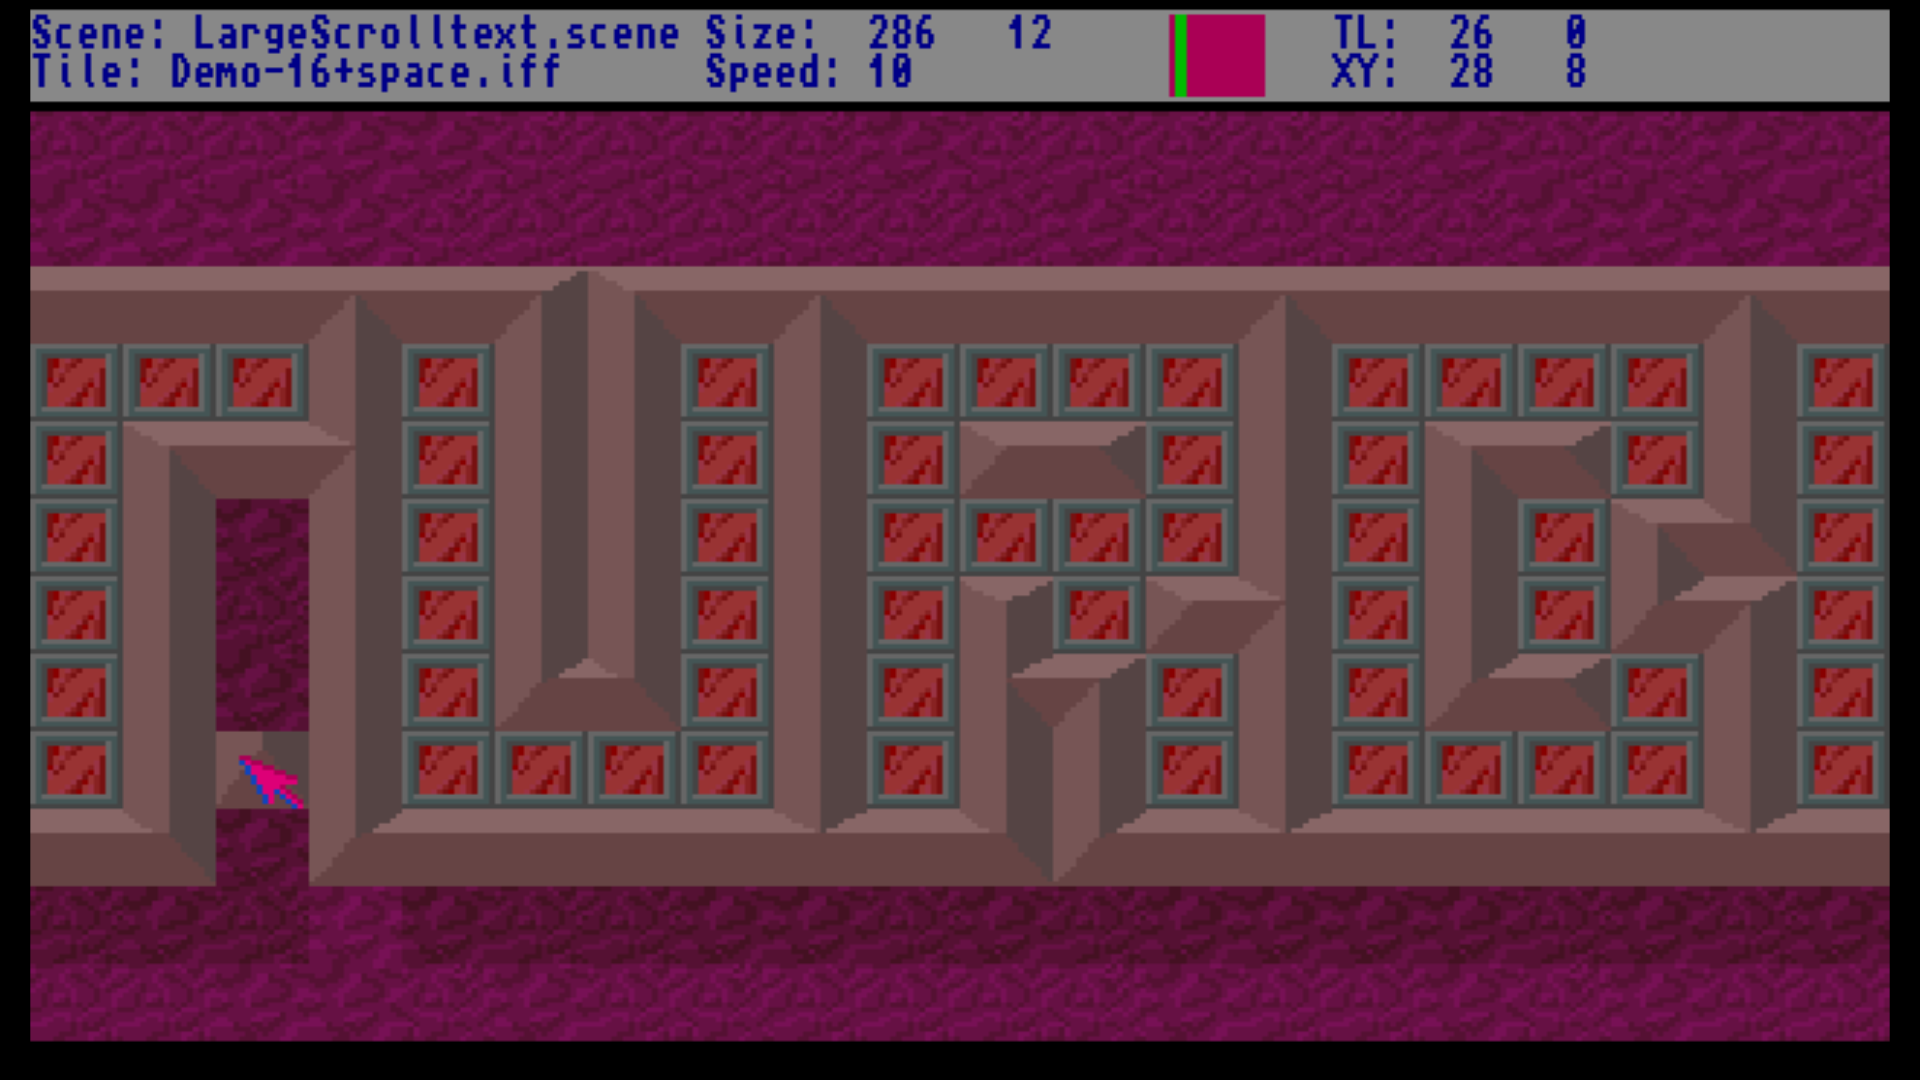 Scene: LargeScrolltext.scene Size: 286 12 TL: 26 0
Tile: Demo-16+space.iff Speed: 10 XY: 28 8
TURB